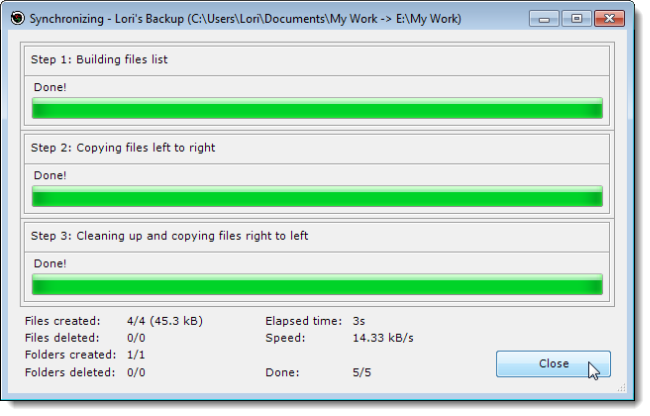 Synchronizing - Lori's Backup (C:\Users\Lori\Documents\My Work -> E:\My Work)
Step 1: Building files list
Done!
Step 2: Copying files left to right
Done!
Step 3: Cleaning up and copying files right to left
Done!
Files created: 4/4 (45.3 kB) Elapsed time: 3s
Files deleted: 0/0 Speed: 14.33 kB/s
Folders created: 1/1
Folders deleted: 0/0 Done: 5/5
Close